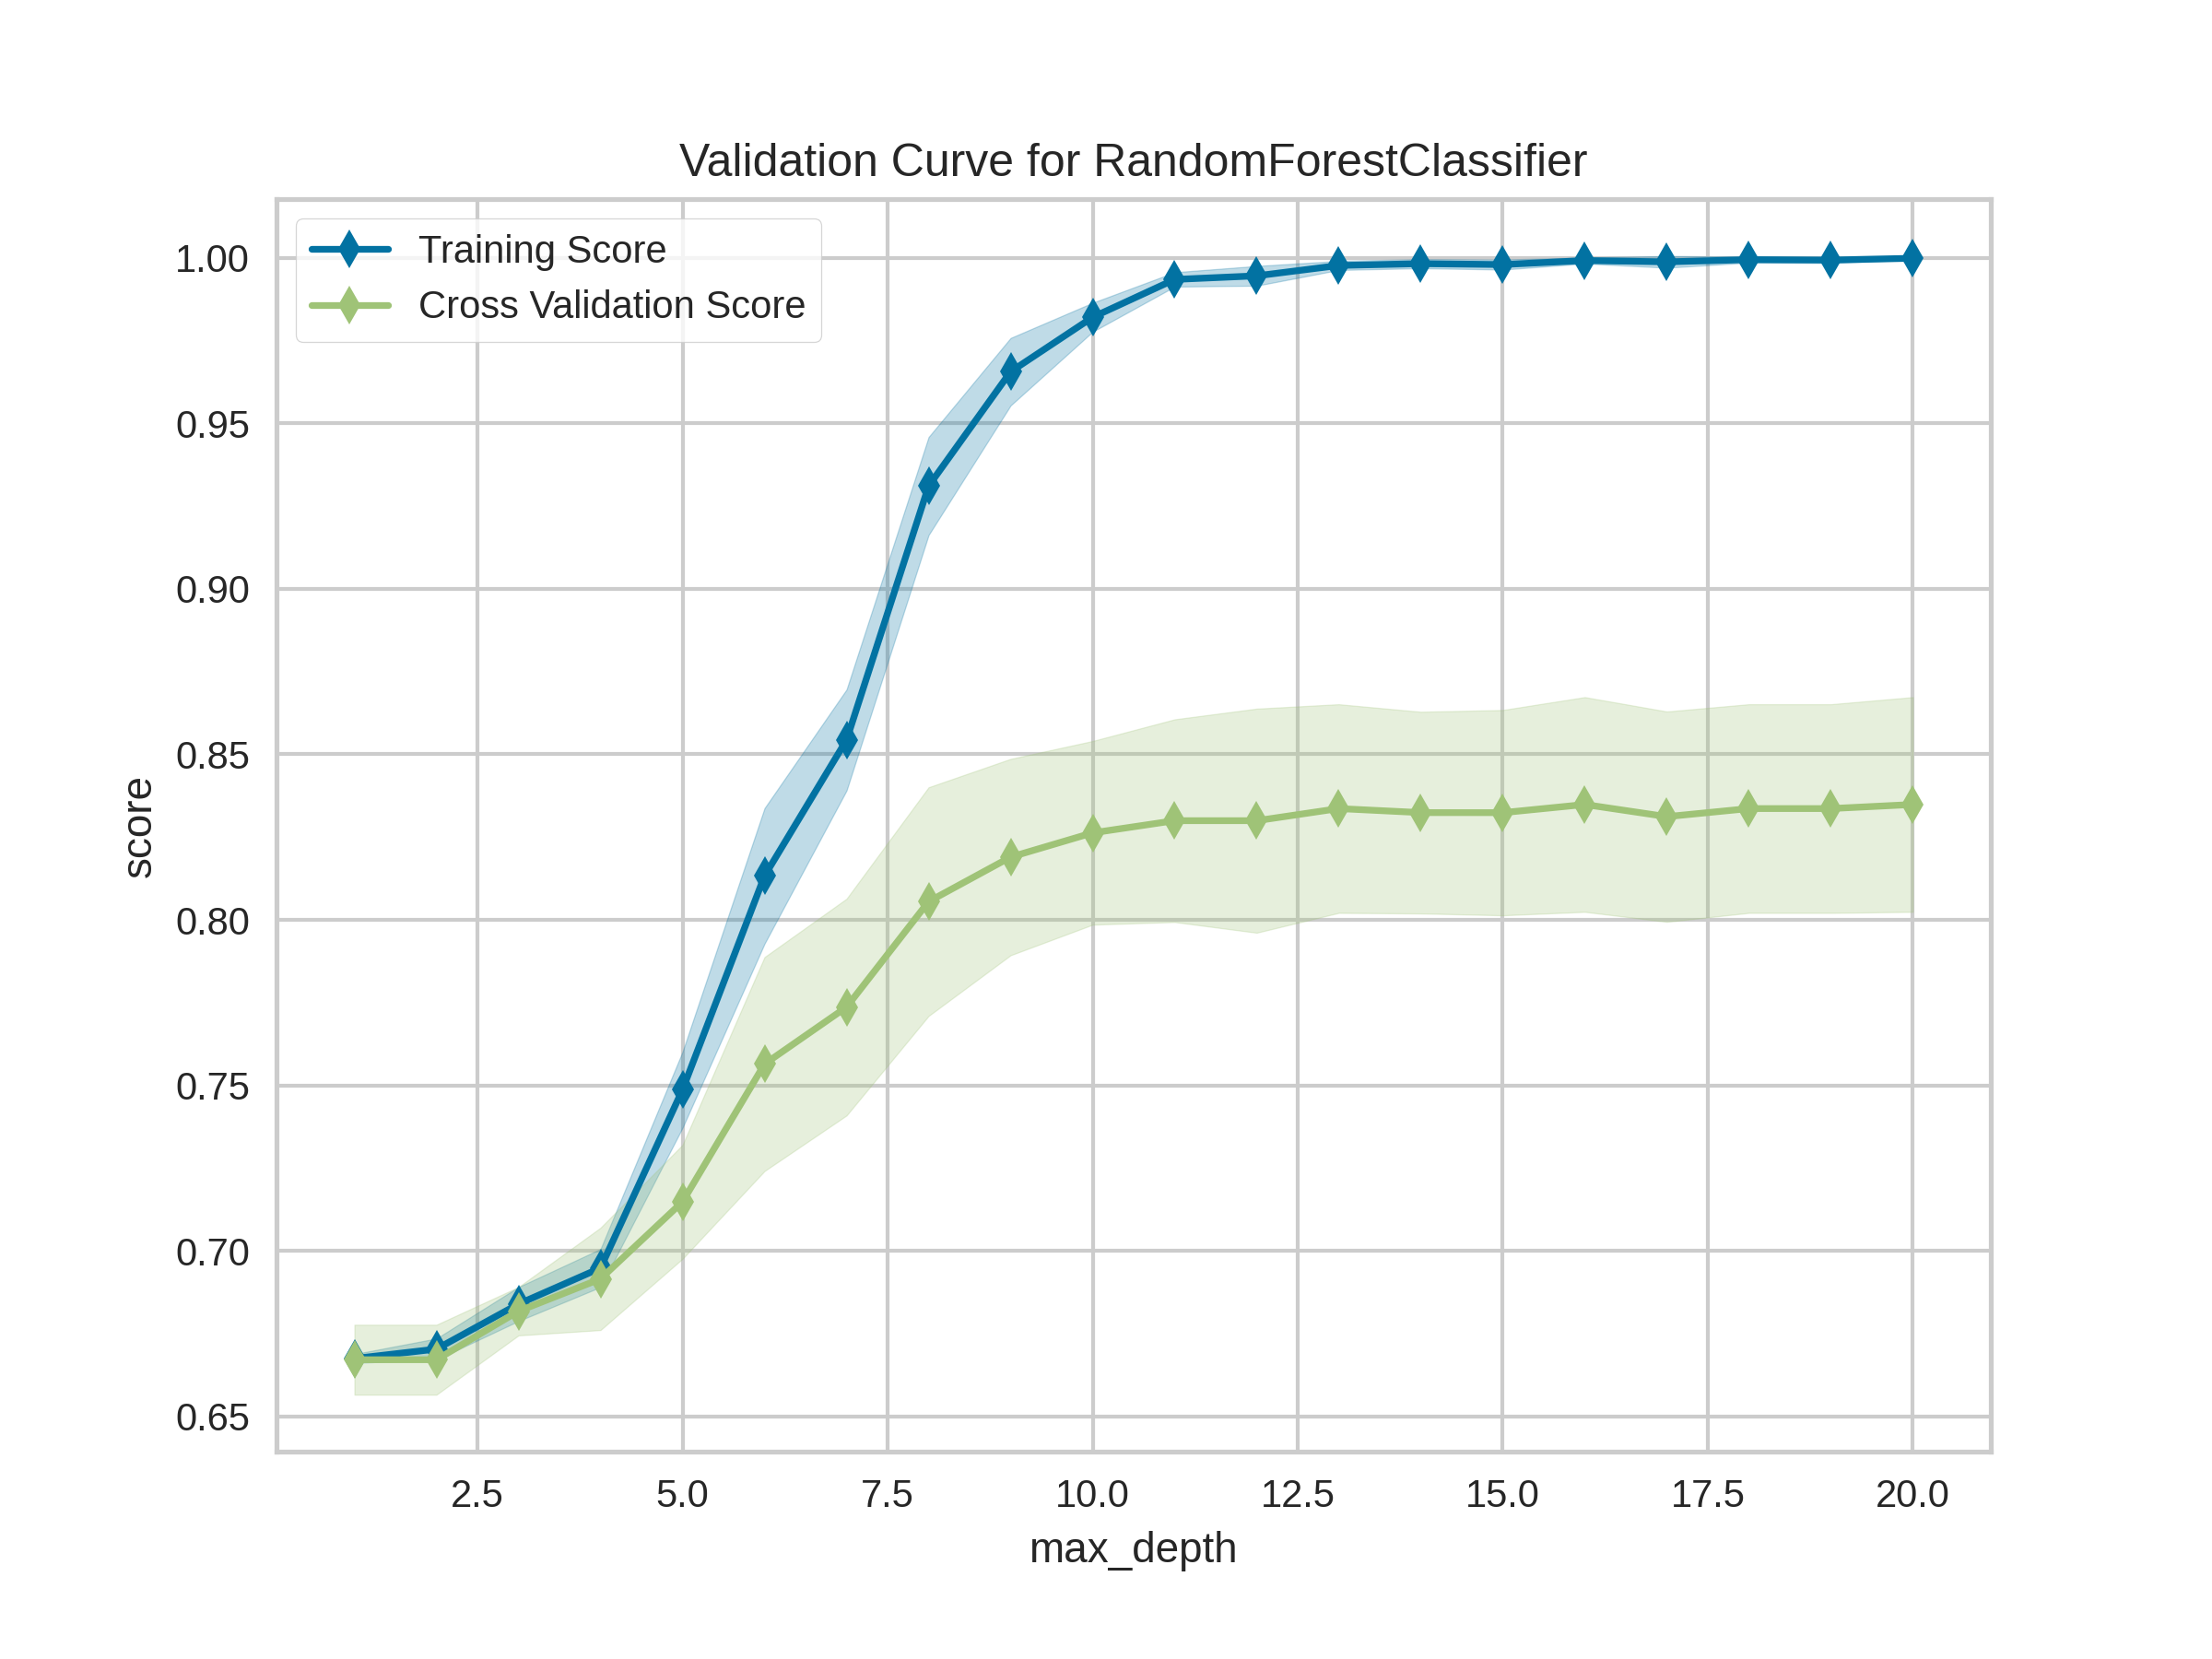 Validation Curve for RandomForestClassifier
Training Score
Cross Validation Score
1.00
0.95
0.90
0.85
0.80
0.75
0.70
0.65
score
2.5 5.0 7.5 10.0 12.5 15.0 17.5 20.0
max_depth